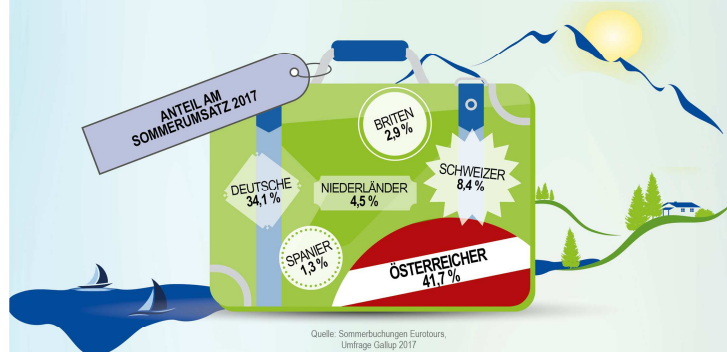 ANTEIL AM
SOMMERUMSATZ 2017
BRITEN
2,9 %
DEUTSCHE
34,1 %
NIEDERLÄNDER
4,5 %
SCHWEIZER
8,4 %
SPANIER
1,3 %
ÖSTERREICHER
41,7 %
Quelle: Sommerbuchungen Eurotours,
Umfrage Gallup 2017